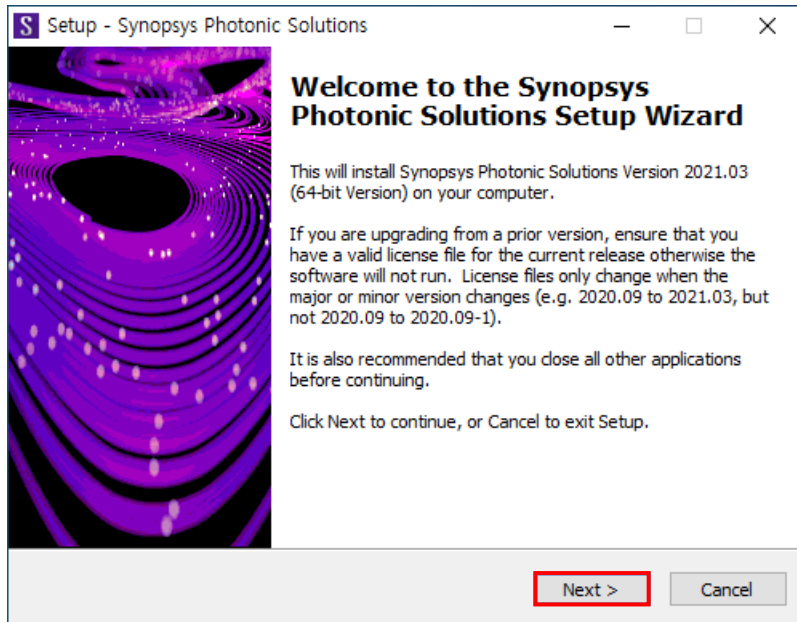 S Setup - Synopsys Photonic Solutions
Welcome to the Synopsys
Photonic Solutions Setup Wizard
This will install Synopsys Photonic Solutions Version 2021.03
(64-bit Version) on your computer.
If you are upgrading from a prior version, ensure that you
have a valid license file for the current release otherwise the
software will not run. License files only change when the
major or minor version changes (e.g. 2020.09 to 2021.03, but
not 2020.09 to 2020.09-1).
It is also recommended that you close all other applications
before continuing.
Click Next to continue, or Cancel to exit Setup.
Next >
Cancel